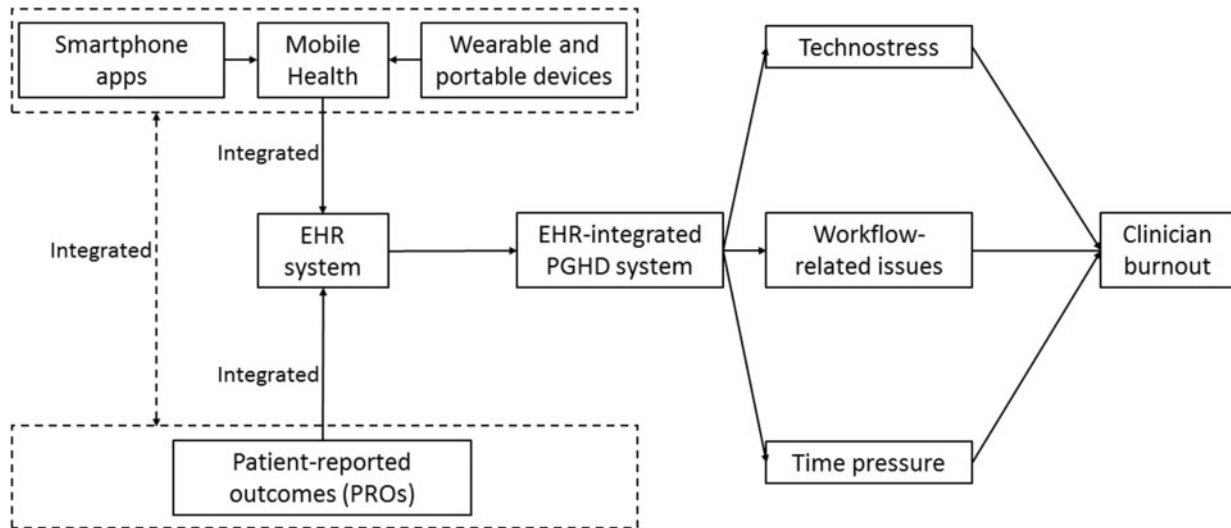 Smartphone
apps
Mobile
Health
Wearable and
portable devices
Technostress
Integrated
Integrated
EHR
system
EHR-integrated
PGHD system
Workflow-
related issues
Clinician
burnout
Integrated
Patient-reported
outcomes (PROs)
Time pressure